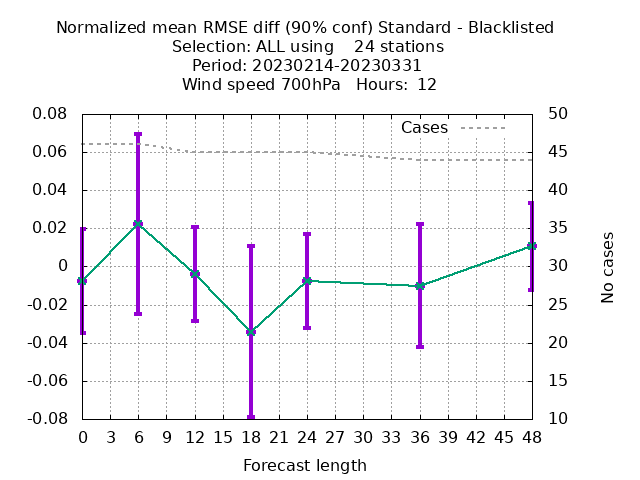 Normalized mean RMSE diff (90% conf) Standard - Blacklisted
Selection: ALL using    24 stations
Period: 20230214-20230331
Wind speed 700hPa   Hours:  12
Cases
0.08
0.06
0.04
0.02
0
-0.02
-0.04
-0.06
-0.08
50
45
40
35
30
25
20
15
10
No cases
0 3 6 9 12 15 18 21 24 27 30 33 36 39 42 45 48
Forecast length